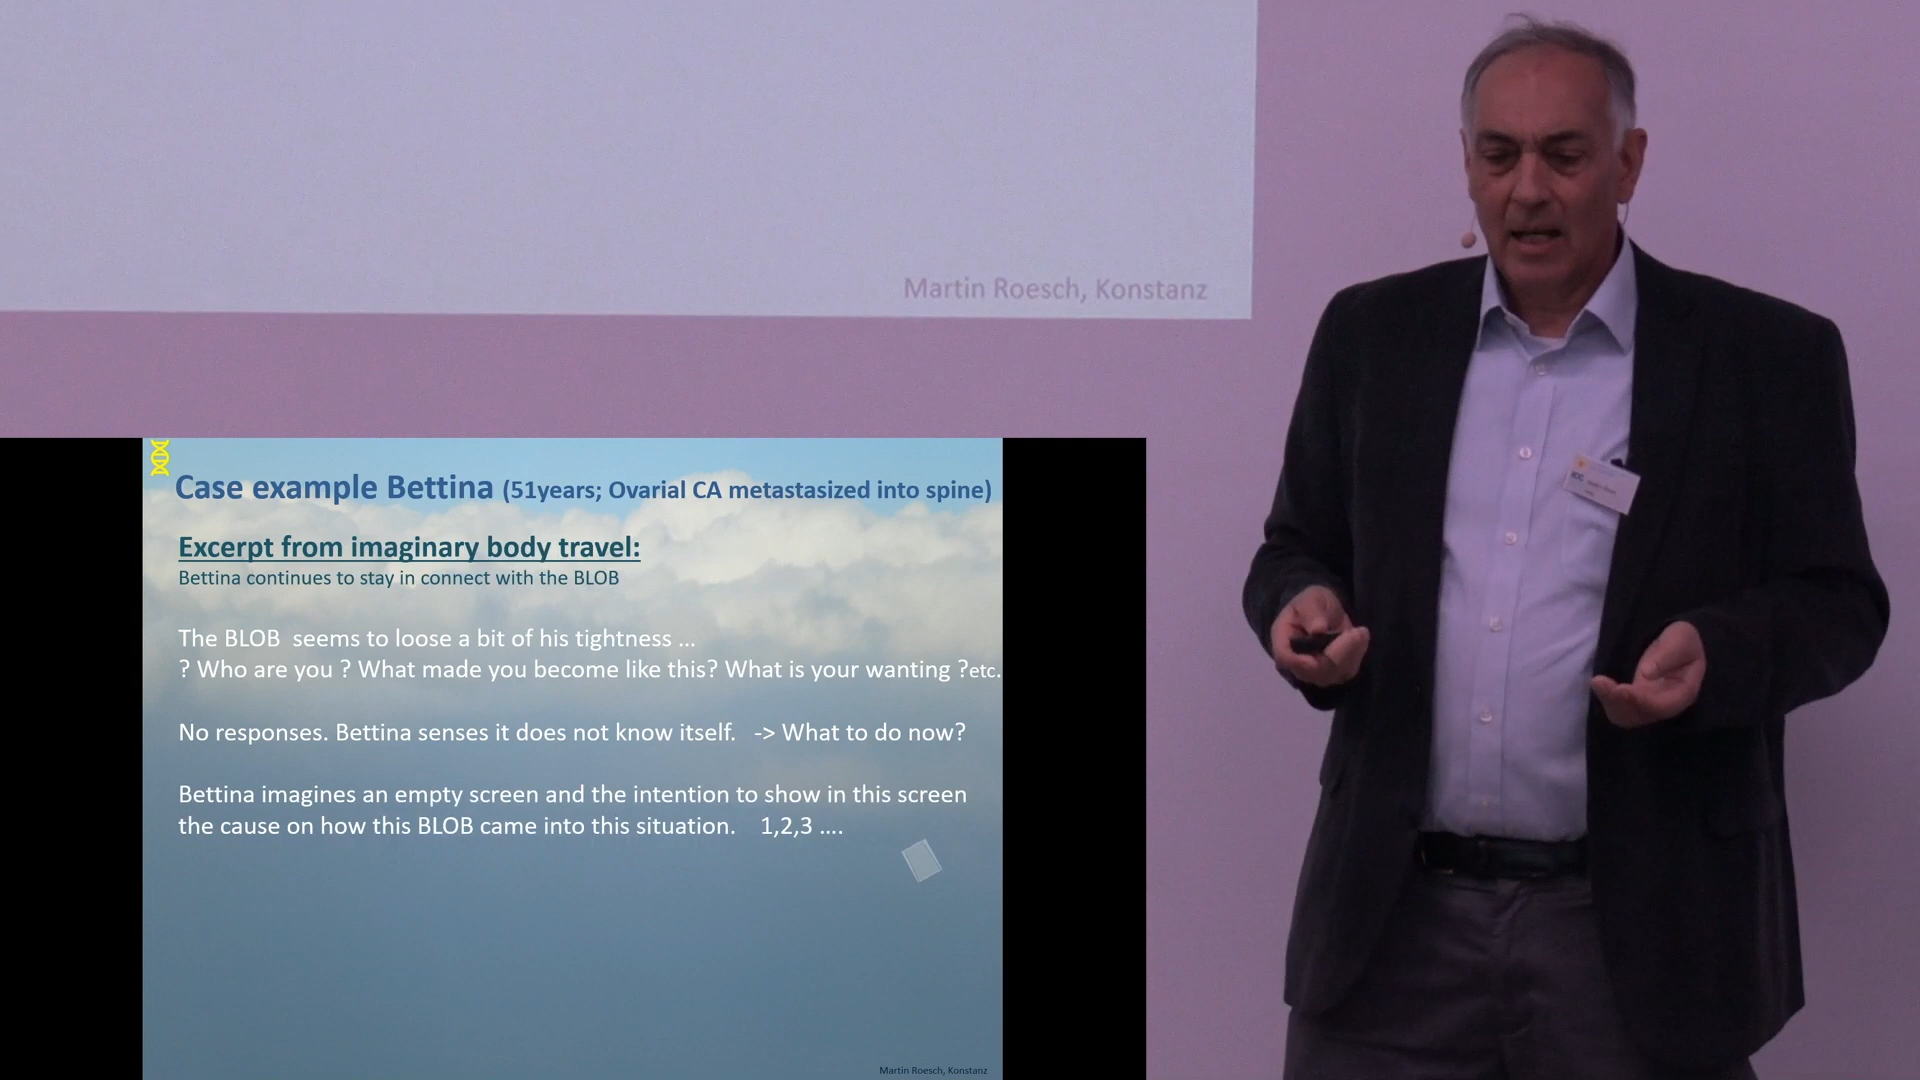 Martin Roesch, Konstanz
Case example Bettina (51years; Ovarial CA metastasized into spine)
Excerpt from imaginary body travel:
Bettina continues to stay in connect with the BLOB
The BLOB  seems to loose a bit of his tightness ...
? Who are you ? What made you become like this? What is your wanting ?etc.
No responses. Bettina senses it does not know itself.   -> What to do now?
Bettina imagines an empty screen and the intention to show in this screen
the cause on how this BLOB came into this situation.    1,2,3 ....
Martin Roesch, Konstanz